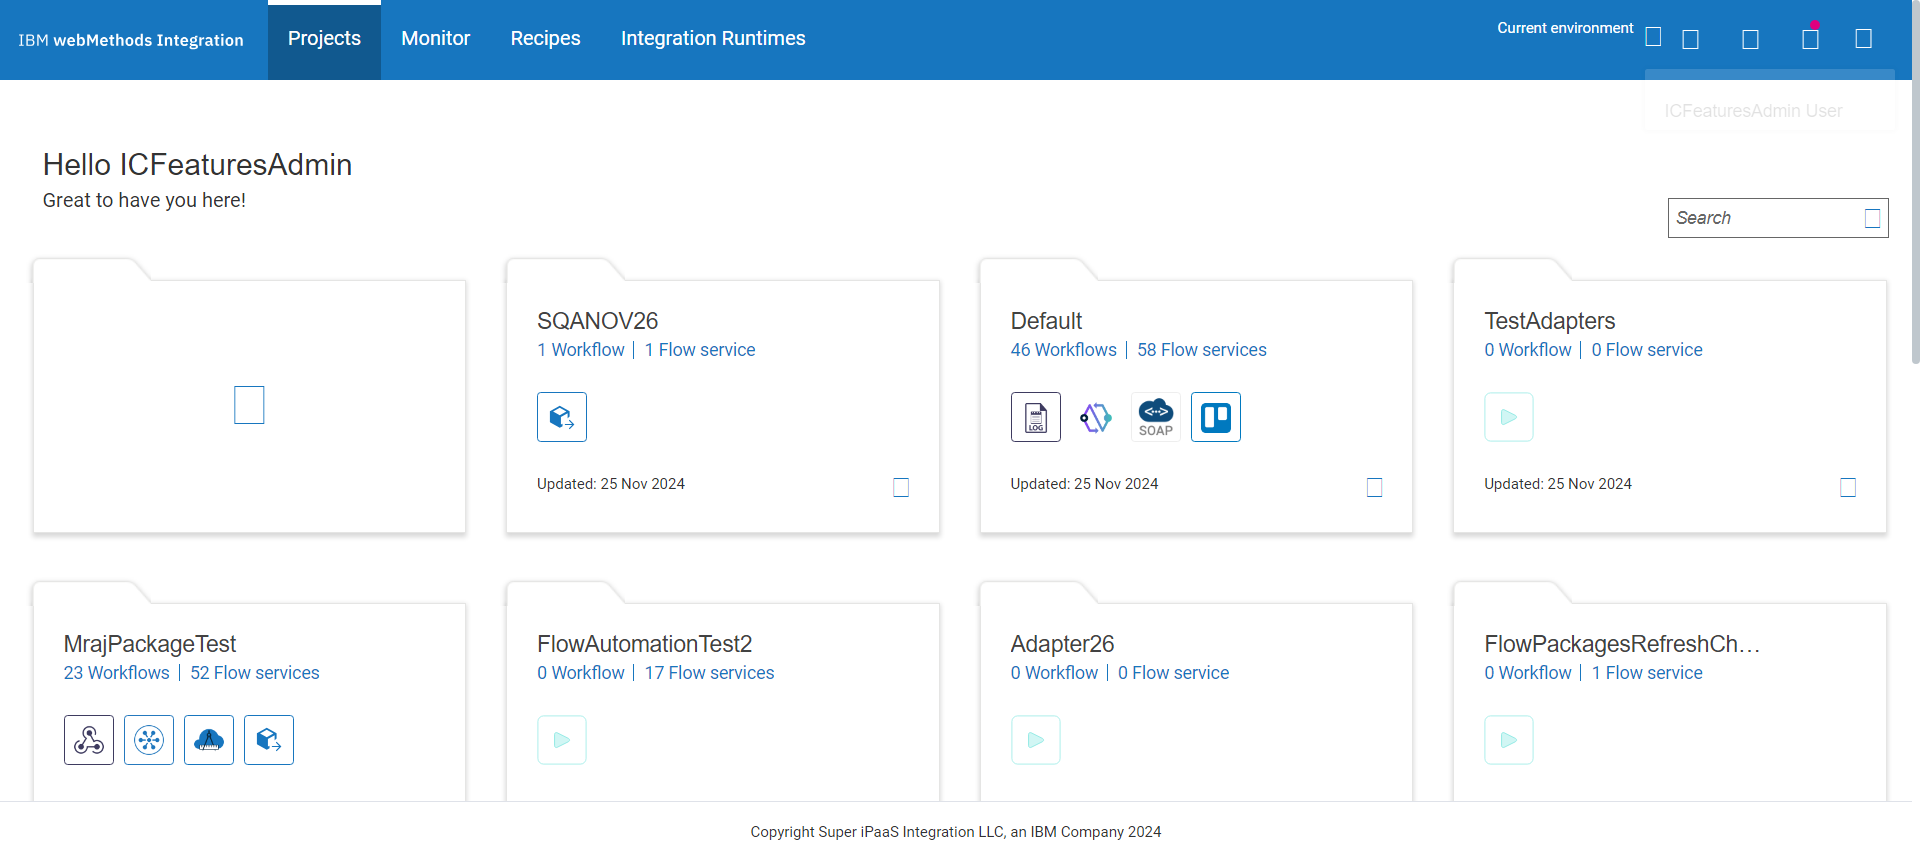 IBM webMethods Integration
Projects
Monitor
Recipes
Integration Runtimes
Current environment
ICFeaturesAdmin User
Hello ICFeaturesAdmin
Great to have you here!
Search
SQANOV26
1 Workflow | 1 Flow service
Updated: 25 Nov 2024
Default
46 Workflows | 58 Flow services
LOG
SOAP
Updated: 25 Nov 2024
TestAdapters
0 Workflow | 0 Flow service
Updated: 25 Nov 2024
MrajPackageTest
23 Workflows | 52 Flow services
FlowAutomationTest2
0 Workflow | 17 Flow services
Adapter26
0 Workflow | 0 Flow service
FlowPackagesRefreshCh...
0 Workflow | 1 Flow service
Copyright Super iPaaS Integration LLC, an IBM Company 2024